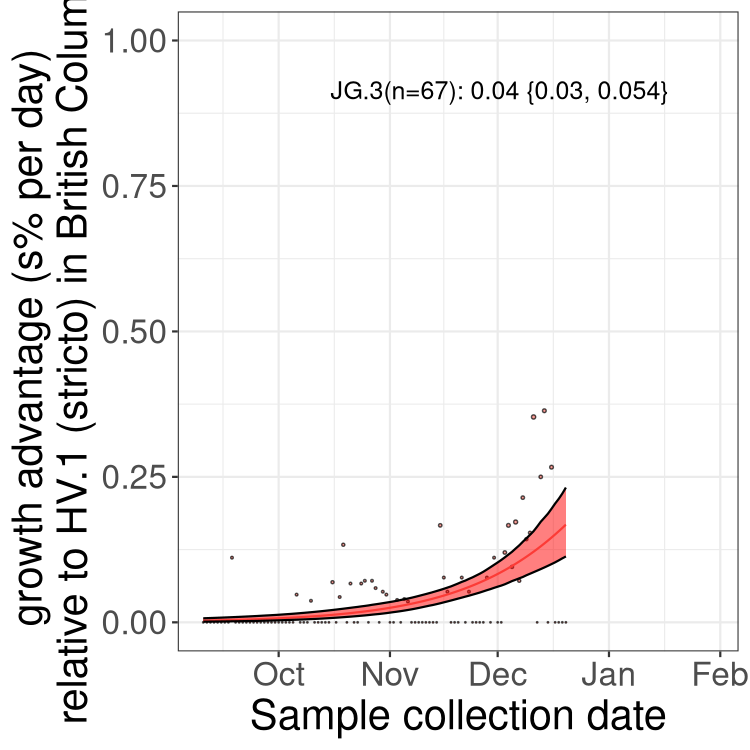 growth advantage (s% per day)
relative to HV.1 (stricto) in British Colum
1.00
0.75
0.50
0.25
0.00
JG.3(n=67): 0.04 {0.03, 0.054}
Oct Nov Dec Jan Feb
Sample collection date